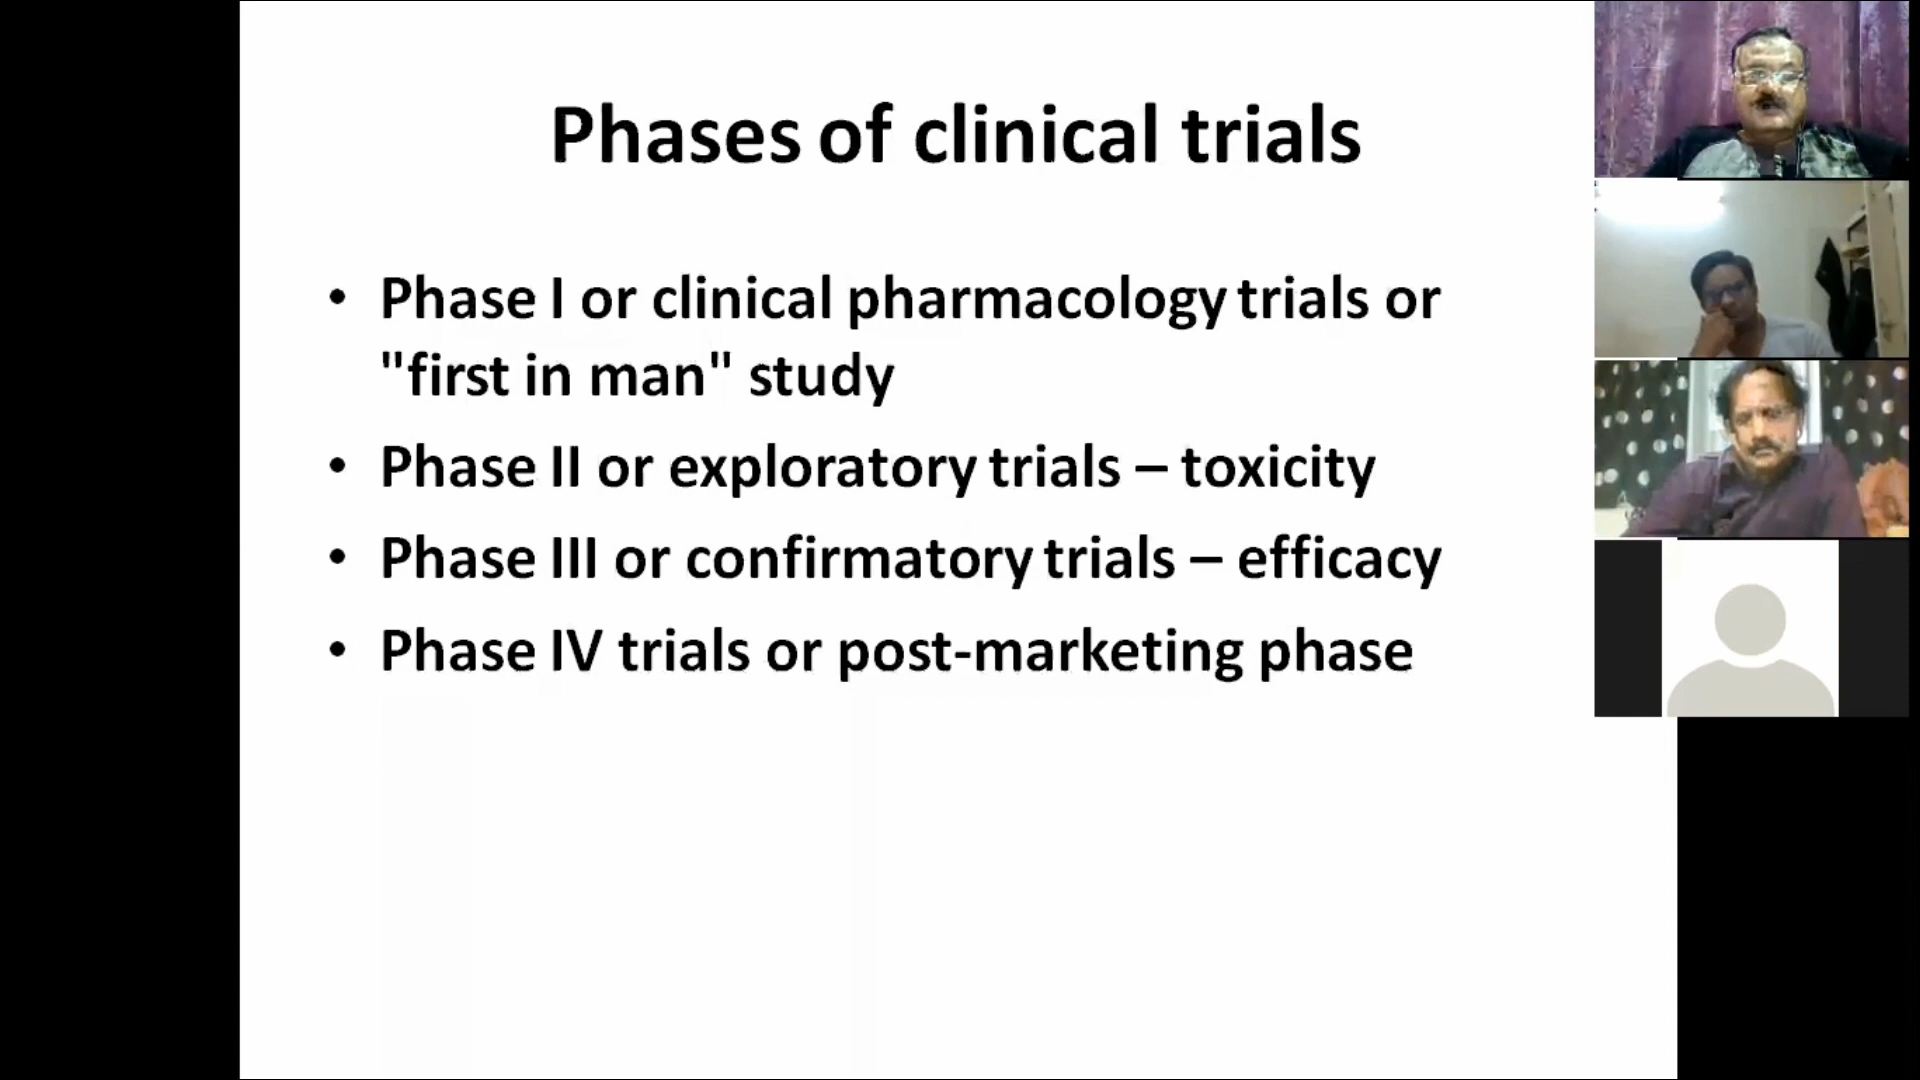 Phases of clinical trials
• Phase I or clinical pharmacology trials or
"first in man" study
• Phase II or exploratory trials – toxicity
• Phase III or confirmatory trials – efficacy
• Phase IV trials or post-marketing phase